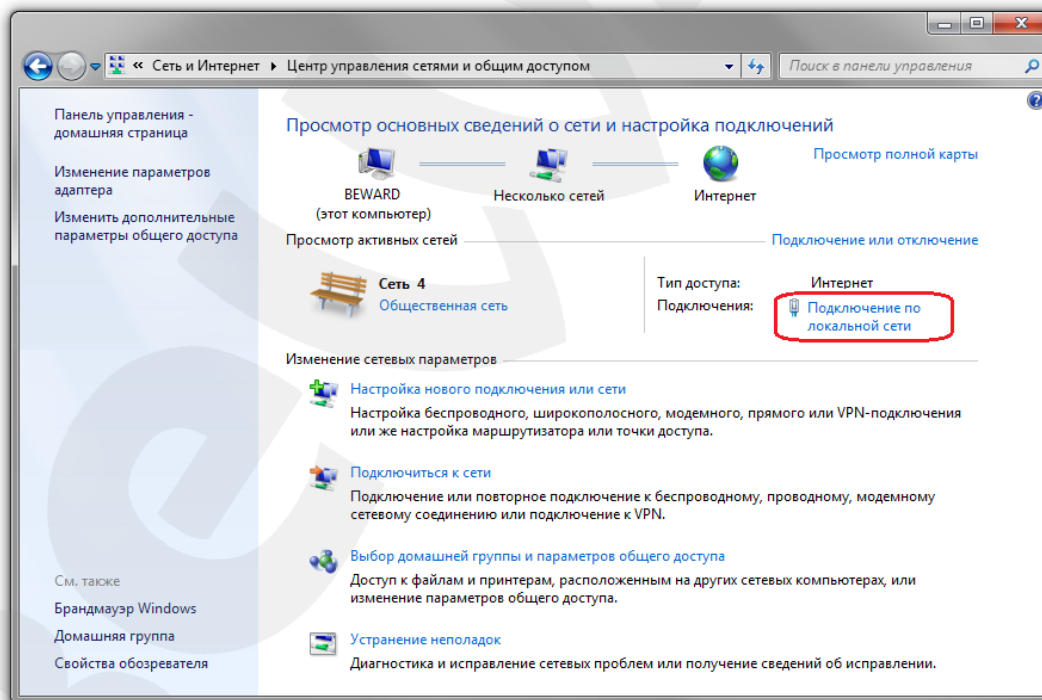 « Сеть и Интернет ▸ Центр управления сетями и общим доступом
Поиск в панели управления
Панель управления -
домашняя страница
Изменение параметров
адаптера
Изменить дополнительные
параметры общего доступа
См. также
Брандмауэр Windows
Домашняя группа
Свойства обозревателя
Просмотр основных сведений о сети и настройка подключений
Просмотр полной карты
BEWARD
(этот компьютер)
Несколько сетей
Интернет
Просмотр активных сетей
Подключение или отключение
Сеть 4
Общественная сеть
Тип доступа: Интернет
Подключения: Подключение по
локальной сети
Изменение сетевых параметров
Настройка нового подключения или сети
Настройка беспроводного, широкополосного, модемного, прямого или VPN-подключения
или же настройка маршрутизатора или точки доступа.
Подключиться к сети
Подключение или повторное подключение к беспроводному, проводному, модемному
сетевому соединению или подключение к VPN.
Выбор домашней группы и параметров общего доступа
Доступ к файлам и принтерам, расположенным на других сетевых компьютерах, или
изменение параметров общего доступа.
Устранение неполадок
Диагностика и исправление сетевых проблем или получение сведений об исправлении.